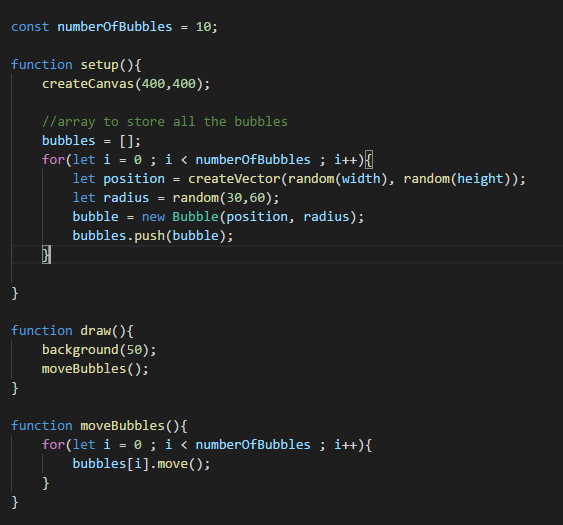 const numberOfBubbles = 10;
function setup(){
    createCanvas(400,400);
    //array to store all the bubbles
    bubbles = [];
    for(let i = 0 ; i < numberOfBubbles ; i++){
        let position = createVector(random(width), random(height));
        let radius = random(30,60);
        bubble = new Bubble(position, radius);
        bubbles.push(bubble);
    }
}
function draw(){
    background(50);
    moveBubbles();
}
function moveBubbles(){
    for(let i = 0 ; i < numberOfBubbles ; i++){
        bubbles[i].move();
    }
}